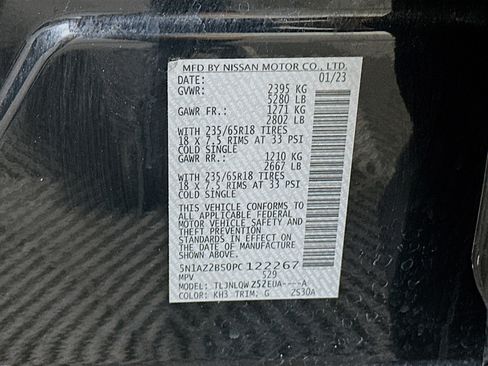 MFD BY NISSAN MOTOR CO., LTD.
DATE: 01/23
GVWR: 2395 KG
5280 LB
GAWR FR.: 1271 KG
2802 LB
WITH 235/65R18 TIRES
18 X 7.5 RIMS AT 33 PSI
COLD SINGLE
GAWR RR.: 1210 KG
2667 LB
WITH 235/65R18 TIRES
18 X 7.5 RIMS AT 33 PSI
COLD SINGLE
THIS VEHICLE CONFORMS TO
ALL APPLICABLE FEDERAL
MOTOR VEHICLE SAFETY AND
THEFT PREVENTION
STANDARDS IN EFFECT ON
THE DATE OF MANUFACTURE
SHOWN ABOVE.
5N1AZ2BS0PC 122267
MPV 529
MODEL: TLJNLQW Z52EUA----A
COLOR: KH3 TRIM, G Z530A